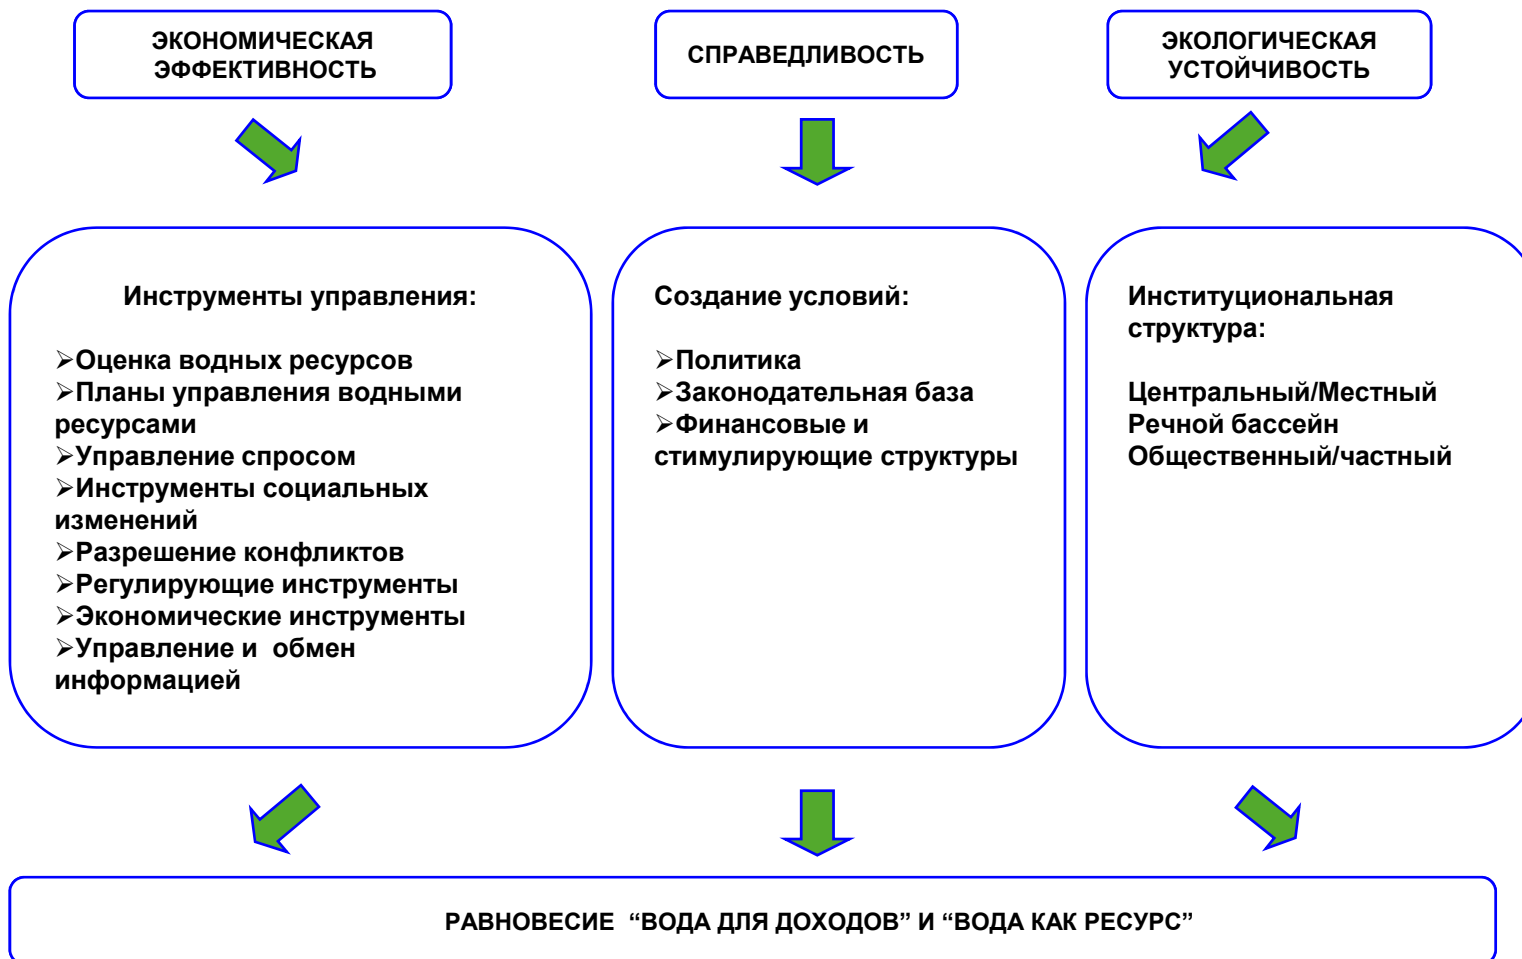 ЭКОНОМИЧЕСКАЯ
ЭФФЕКТИВНОСТЬ
СПРАВЕДЛИВОСТЬ
ЭКОЛОГИЧЕСКАЯ
УСТОЙЧИВОСТЬ
Инструменты управления:
➢Оценка водных ресурсов
➢Планы управления водными
ресурсами
➢Управление спросом
➢Инструменты социальных
изменений
➢Разрешение конфликтов
➢Регулирующие инструменты
➢Экономические инструменты
➢Управление и  обмен
информацией
Создание условий:
➢Политика
➢Законодательная база
➢Финансовые и
стимулирующие структуры
Институциональная
структура:
Центральный/Местный
Речной бассейн
Общественный/частный
РАВНОВЕСИЕ  “ВОДА ДЛЯ ДОХОДОВ” И “ВОДА КАК РЕСУРС”